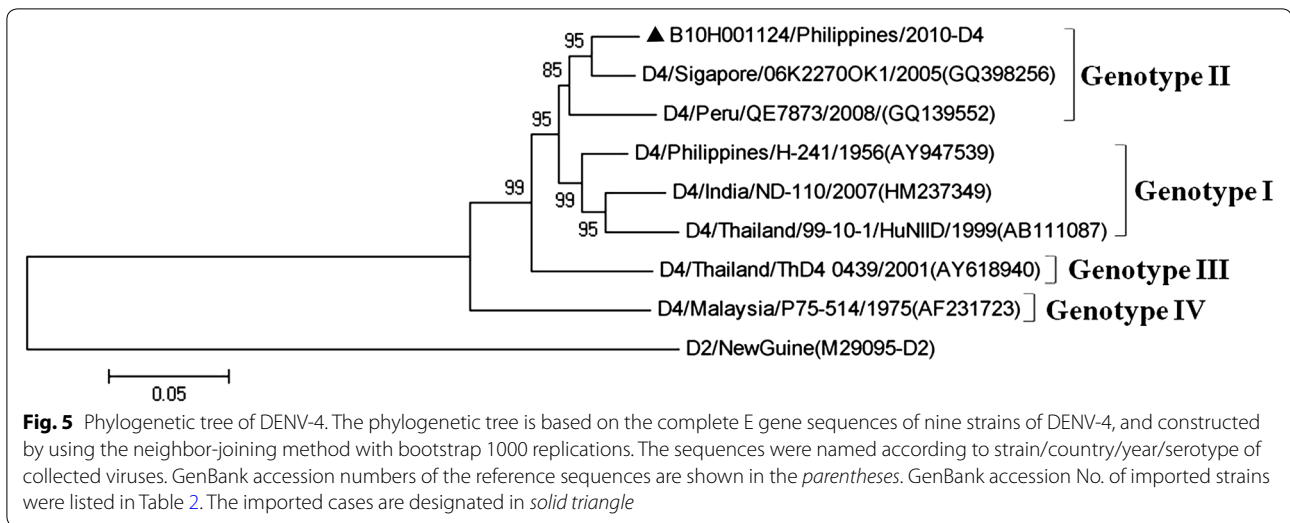 95
▲ B10H001124/Philippines/2010-D4
85
D4/Sigapore/06K2270OK1/2005(GQ398256)
Genotype II
D4/Peru/QE7873/2008/(GQ139552)
95
D4/Philippines/H-241/1956(AY947539)
99
D4/India/ND-110/2007(HM237349)
Genotype I
99
95
D4/Thailand/99-10-1/HuNIID/1999(AB111087)
D4/Thailand/ThD4 0439/2001(AY618940)
Genotype III
D4/Malaysia/P75-514/1975(AF231723)
Genotype IV
D2/NewGuine(M29095-D2)
0.05
Fig. 5 Phylogenetic tree of DENV-4. The phylogenetic tree is based on the complete E gene sequences of nine strains of DENV-4, and constructed
by using the neighbor-joining method with bootstrap 1000 replications. The sequences were named according to strain/country/year/serotype of
collected viruses. GenBank accession numbers of the reference sequences are shown in the parentheses. GenBank accession No. of imported strains
were listed in Table 2. The imported cases are designated in solid triangle